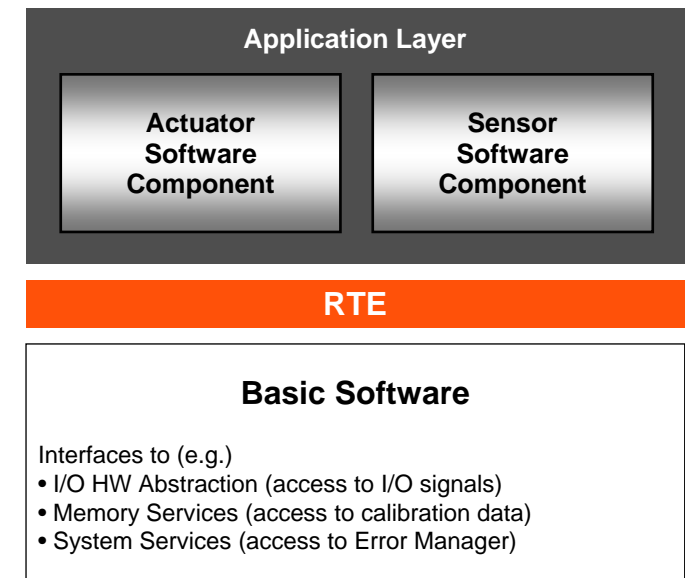 Application Layer
Actuator
Software
Component
Sensor
Software
Component
RTE
Basic Software
Interfaces to (e.g.)
• I/O HW Abstraction (access to I/O signals)
• Memory Services (access to calibration data)
• System Services (access to Error Manager)